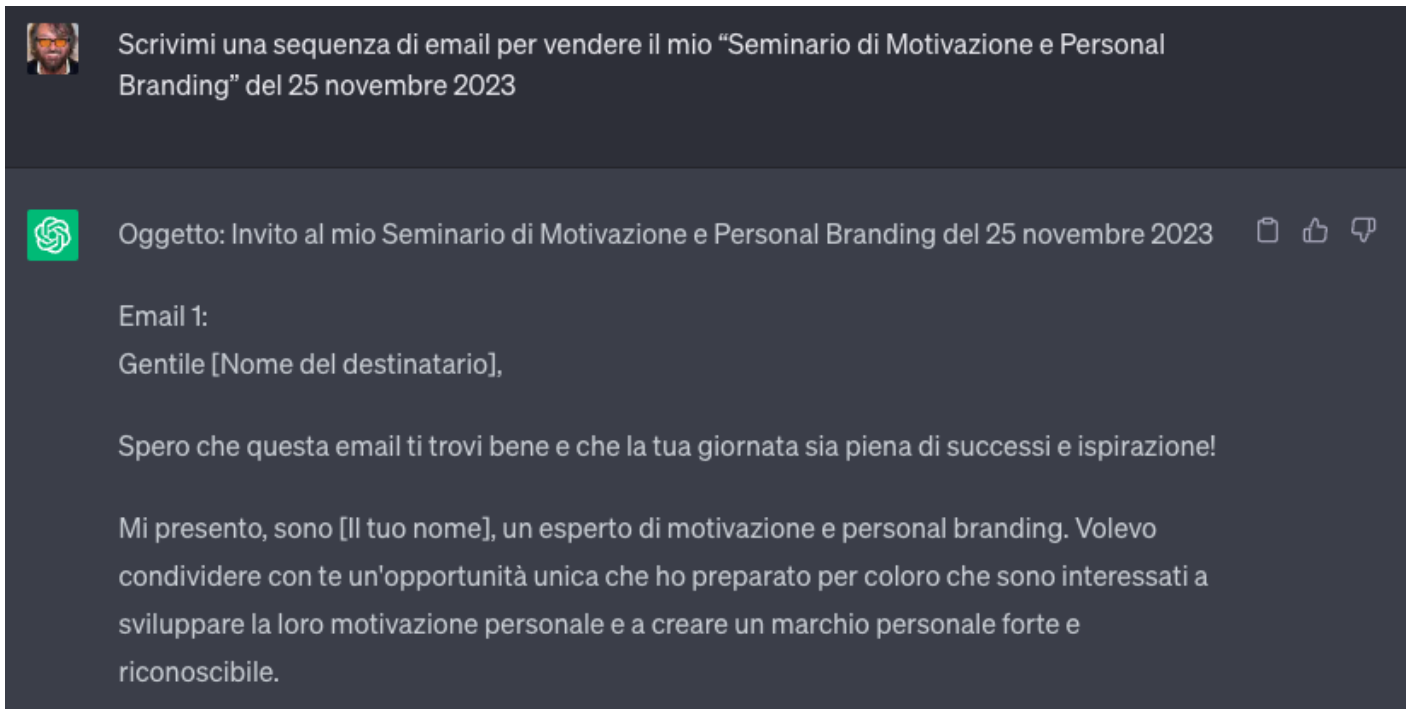 Scrivimi una sequenza di email per vendere il mio “Seminario di Motivazione e Personal
Branding” del 25 novembre 2023
Oggetto: Invito al mio Seminario di Motivazione e Personal Branding del 25 novembre 2023
Email 1:
Gentile [Nome del destinatario],
Spero che questa email ti trovi bene e che la tua giornata sia piena di successi e ispirazione!
Mi presento, sono [Il tuo nome], un esperto di motivazione e personal branding. Volevo
condividere con te un'opportunità unica che ho preparato per coloro che sono interessati a
sviluppare la loro motivazione personale e a creare un marchio personale forte e
riconoscibile.